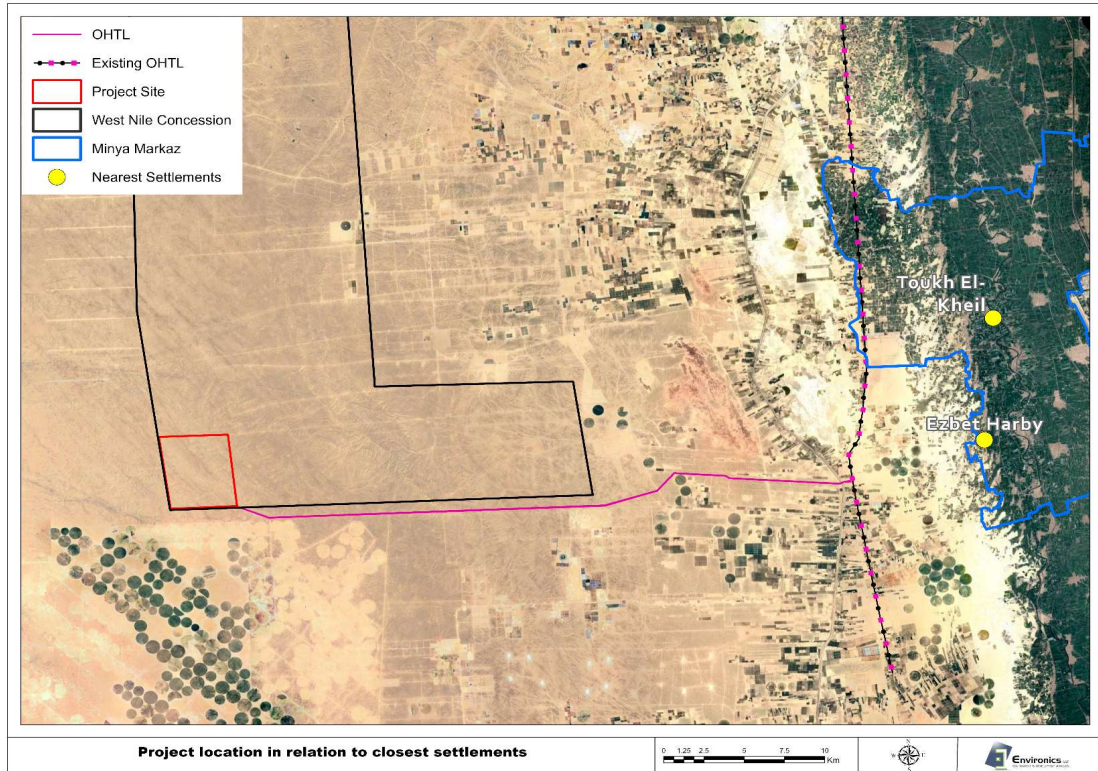 OHTL
Existing OHTL
Project Site
West Nile Concession
Minya Markaz
Nearest Settlements
Toukh El-
Kheil
Ezbet Harby
Project location in relation to closest settlements
0 1.25 2.5 5 7.5 10
Km
N
W E
S
Environics